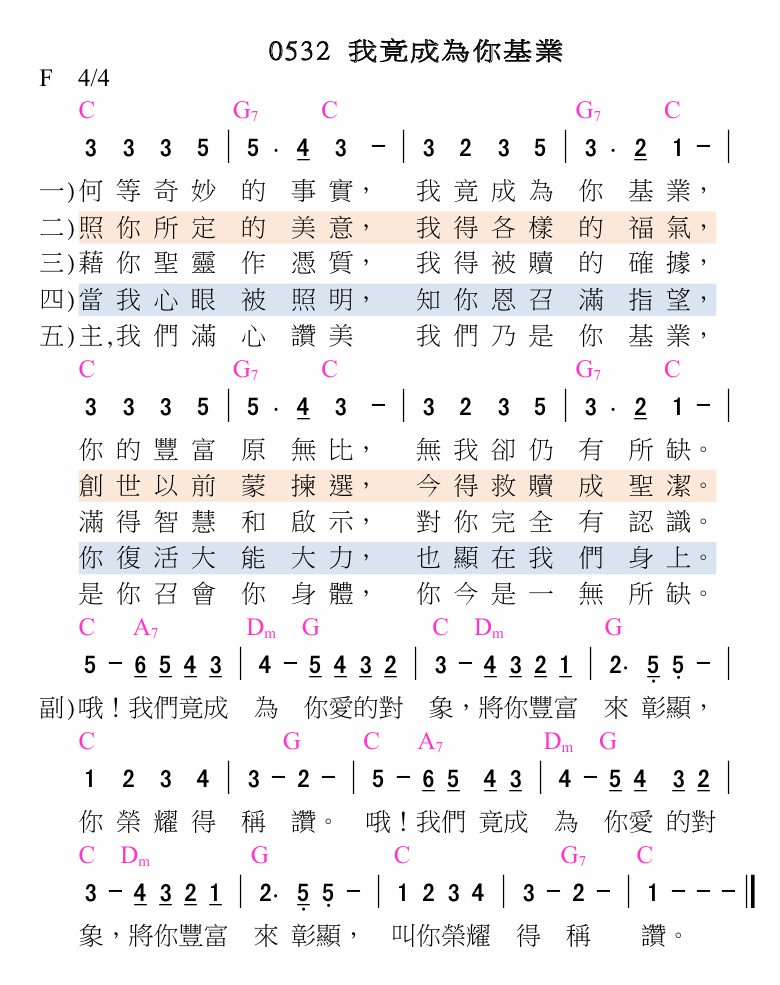 0532 我竟成為你基業
F 4/4
C G7 C G7 C
3 3 3 5 | 5 · 4 3 – | 3 2 3 5 | 3 · 2 1 – |
一)何等奇妙的事實，我竟成為你基業，
二)照你所定的美意，我得各樣的福氣，
三)藉你聖靈作憑質，我得被贖的確據，
四)當我心眼被照明，知你恩召滿指望，
五)主,我們滿心讚美 我們乃是你基業，
C G7 C G7 C
3 3 3 5 | 5 · 4 3 – | 3 2 3 5 | 3 · 2 1 – |
你的豐富原無比，無我卻仍有所缺。
創世以前蒙揀選，今得救贖成聖潔。
滿得智慧和啟示，對你完全有認識。
你復活大能大力，也顯在我們身上。
是你召會你身體，你今是一無所缺。
C A7 Dm G C Dm G
5 – 6 5 4 3 | 4 – 5 4 3 2 | 3 – 4 3 2 1 | 2· 5 5 – |
副)哦！我們竟成為你愛的對象，將你豐富來彰顯，
C G C A7 Dm G
1 2 3 4 | 3 – 2 – | 5 – 6 5 4 3 | 4 – 5 4 3 2 |
你榮耀得稱讚。哦！我們竟成為你愛的對
C Dm G C G7 C
3 – 4 3 2 1 | 2· 5 5 – | 1 2 3 4 | 3 – 2 – | 1 – – – ||
象，將你豐富來彰顯，叫你榮耀得稱讚。